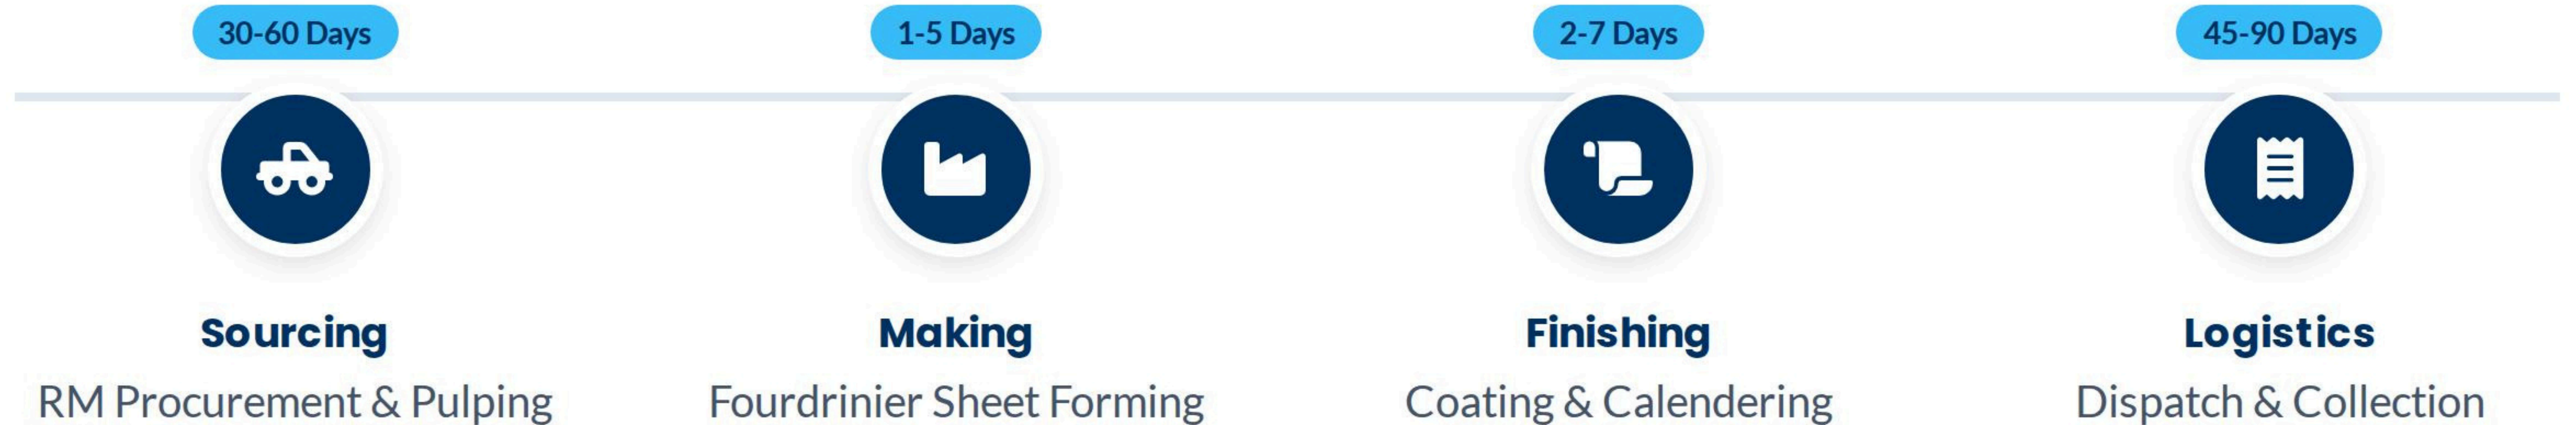 30-60 Days
1-5 Days
2-7 Days
45-90 Days
Sourcing
Making
Finishing
Logistics
RM Procurement & Pulping
Fourdrinier Sheet Forming
Coating & Calendering
Dispatch & Collection